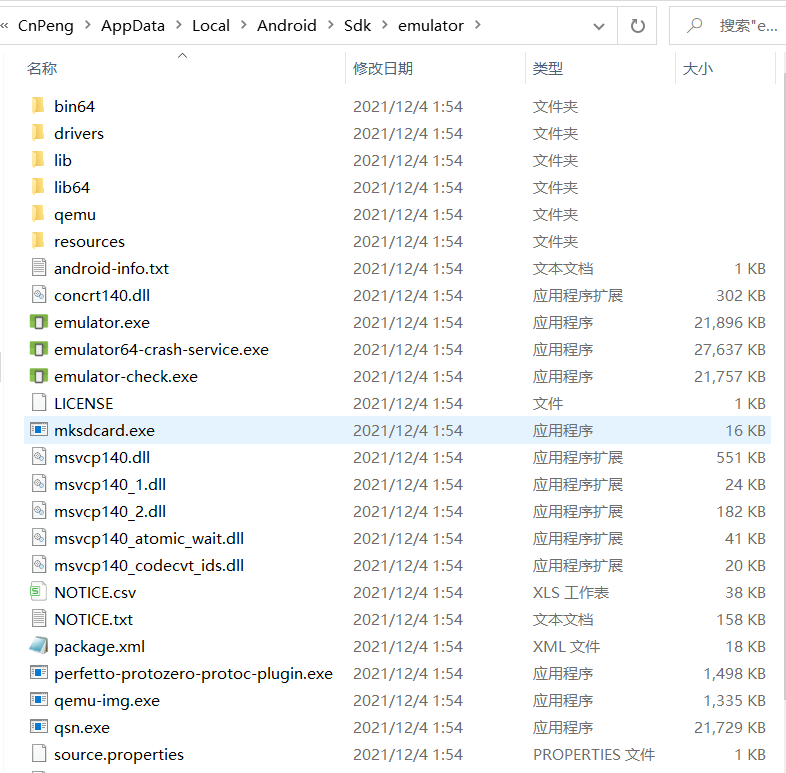 « CnPeng > AppData > Local > Android > Sdk > emulator > 搜索"e...
名称 修改日期 类型 大小
bin64 2021/12/4 1:54 文件夹
drivers 2021/12/4 1:54 文件夹
lib 2021/12/4 1:54 文件夹
lib64 2021/12/4 1:54 文件夹
qemu 2021/12/4 1:54 文件夹
resources 2021/12/4 1:54 文件夹
android-info.txt 2021/12/4 1:54 文本文档 1 KB
concrt140.dll 2021/12/4 1:54 应用程序扩展 302 KB
emulator.exe 2021/12/4 1:54 应用程序 21,896 KB
emulator64-crash-service.exe 2021/12/4 1:54 应用程序 27,637 KB
emulator-check.exe 2021/12/4 1:54 应用程序 21,757 KB
LICENSE 2021/12/4 1:54 文件 1 KB
mksdcard.exe 2021/12/4 1:54 应用程序 16 KB
msvcp140.dll 2021/12/4 1:54 应用程序扩展 551 KB
msvcp140_1.dll 2021/12/4 1:54 应用程序扩展 24 KB
msvcp140_2.dll 2021/12/4 1:54 应用程序扩展 182 KB
msvcp140_atomic_wait.dll 2021/12/4 1:54 应用程序扩展 41 KB
msvcp140_codecvt_ids.dll 2021/12/4 1:54 应用程序扩展 20 KB
NOTICE.csv 2021/12/4 1:54 XLS 工作表 38 KB
NOTICE.txt 2021/12/4 1:54 文本文档 158 KB
package.xml 2021/12/4 1:54 XML 文件 18 KB
perfetto-protozero-protoc-plugin.exe 2021/12/4 1:54 应用程序 1,498 KB
qemu-img.exe 2021/12/4 1:54 应用程序 1,335 KB
qsn.exe 2021/12/4 1:54 应用程序 21,729 KB
source.properties 2021/12/4 1:54 PROPERTIES 文件 1 KB